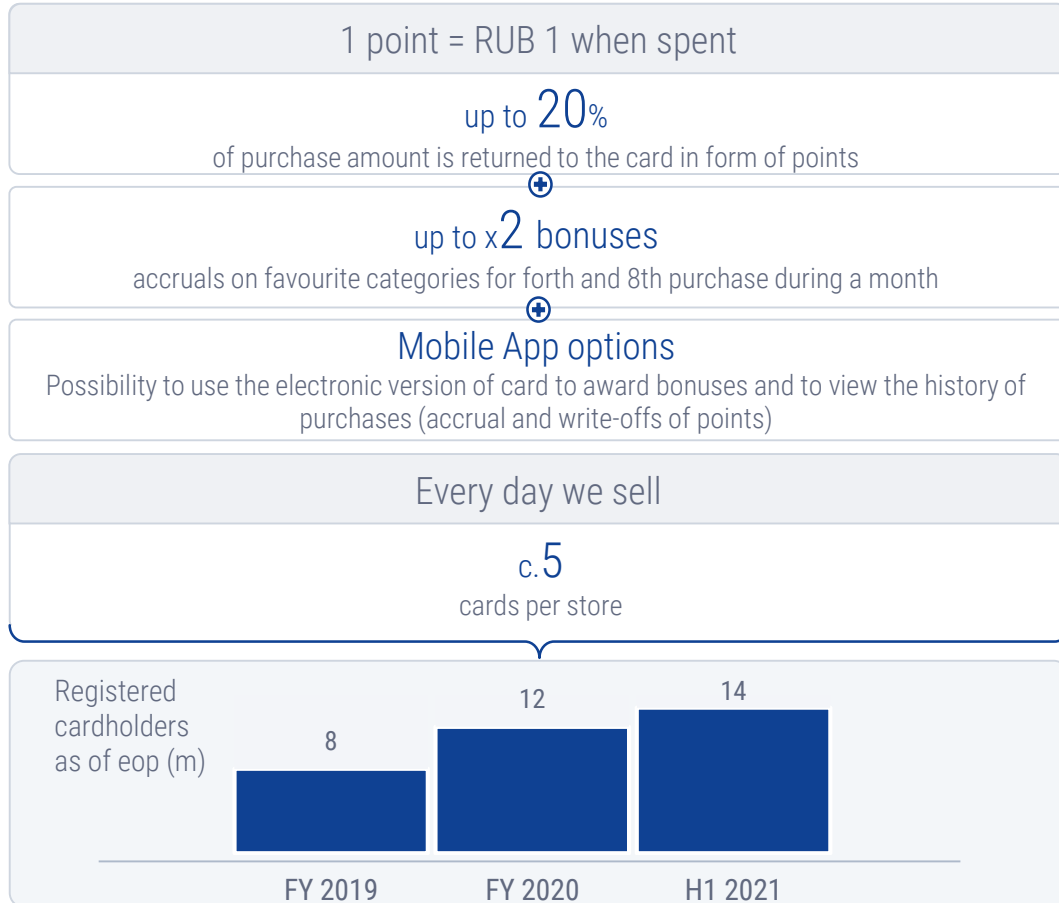 1 point = RUB 1 when spent
up to 20%
of purchase amount is returned to the card in form of points
up to x2 bonuses
accruals on favourite categories for forth and 8th purchase during a month
Mobile App options
Possibility to use the electronic version of card to award bonuses and to view the history of
purchases (accrual and write-offs of points)
Every day we sell
c.5
cards per store
Registered
cardholders
as of eop (m)
8
12
14
FY 2019
FY 2020
H1 2021